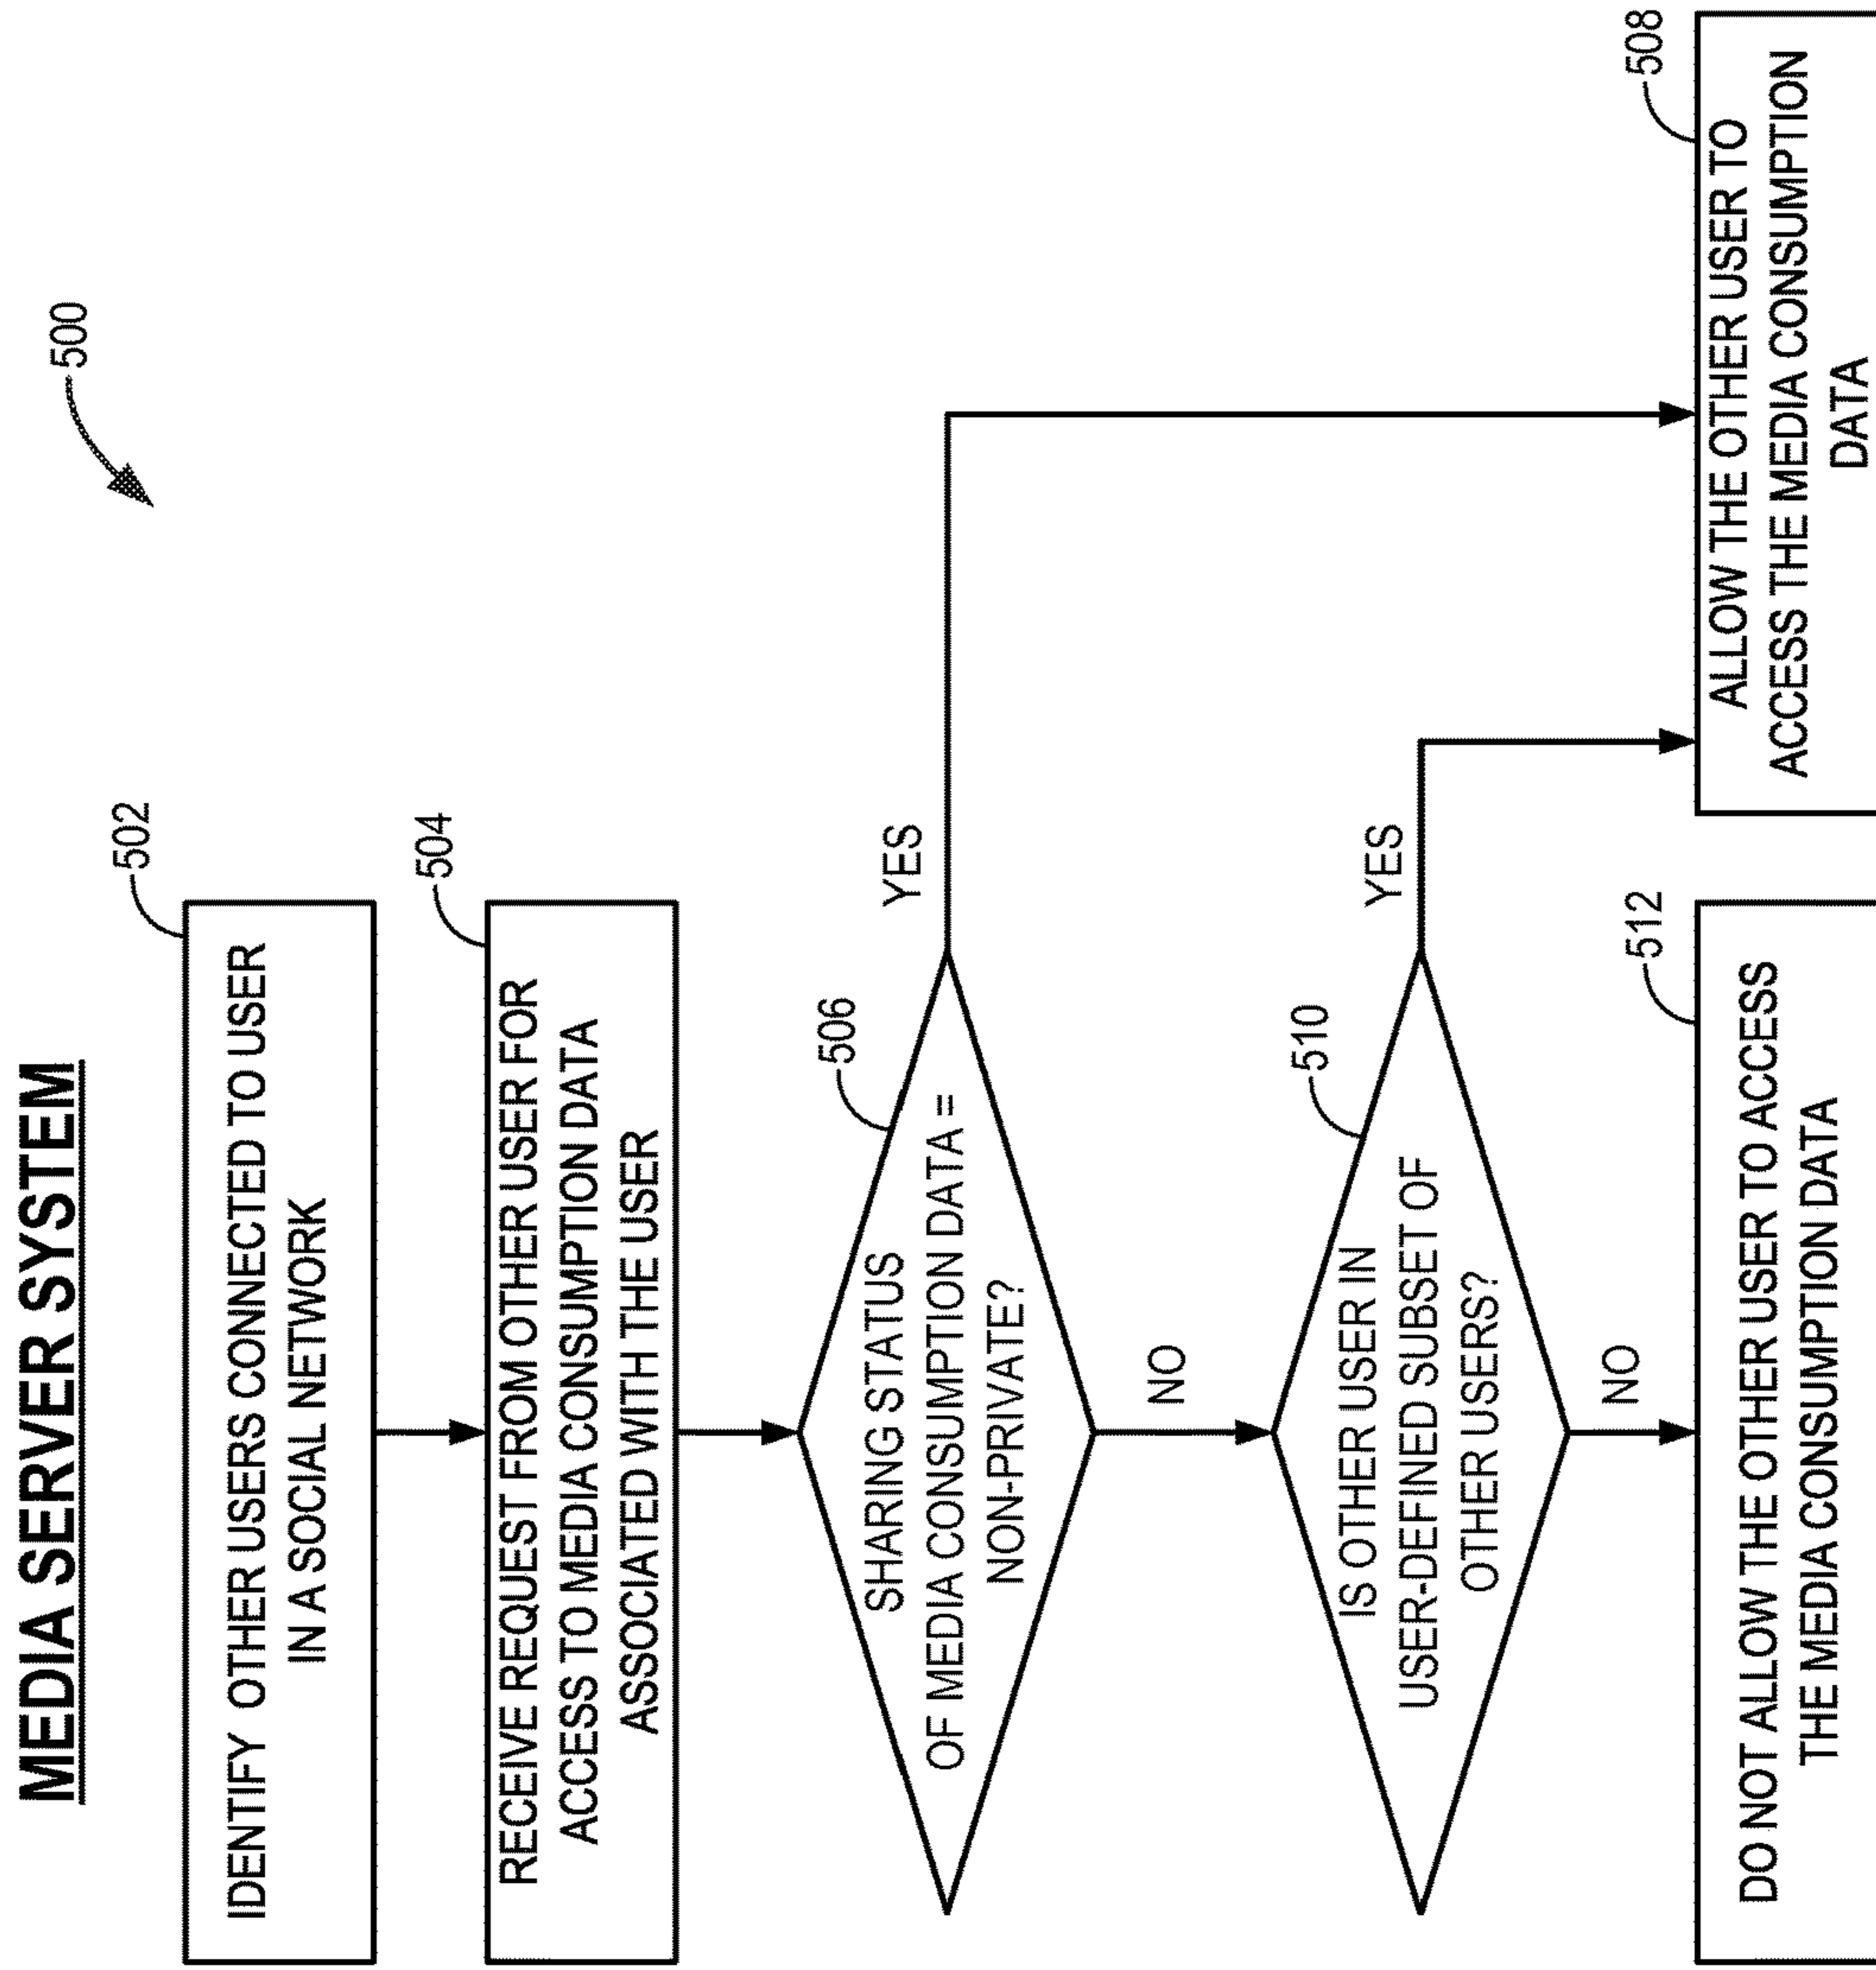 MEDIA SERVER SYSTEM
500
502
IDENTIFY OTHER USERS CONNECTED TO USER
IN A SOCIAL NETWORK
504
RECEIVE REQUEST FROM OTHER USER FOR
ACCESS TO MEDIA CONSUMPTION DATA
ASSOCIATED WITH THE USER
506
SHARING STATUS
OF MEDIA CONSUMPTION DATA =
NON-PRIVATE?
YES
NO
510
IS OTHER USER IN
USER-DEFINED SUBSET OF
OTHER USERS?
YES
NO
512
DO NOT ALLOW THE OTHER USER TO ACCESS
THE MEDIA CONSUMPTION DATA
508
ALLOW THE OTHER USER TO
ACCESS THE MEDIA CONSUMPTION
DATA